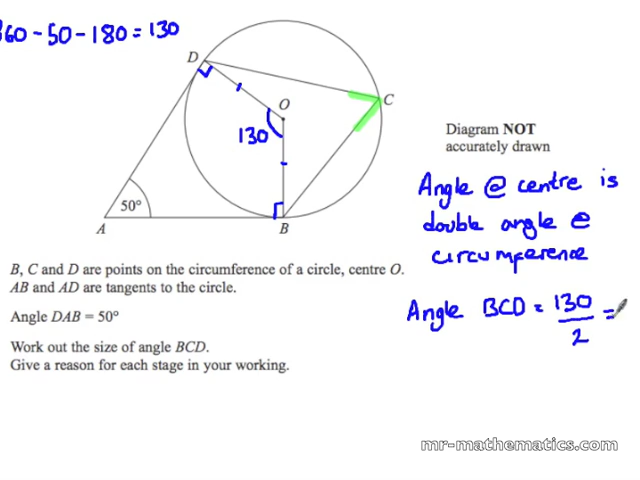 360 - 50 - 180 = 130
D
C
O
130
50°
A
B
Diagram NOT
accurately drawn
Angle @ centre is
double angle @
circumference
B, C and D are points on the circumference of a circle, centre O.
AB and AD are tangents to the circle.
Angle DAB = 50°
Work out the size of angle BCD.
Give a reason for each stage in your working.
Angle BCD = 130
2
=
mr-mathematics.com